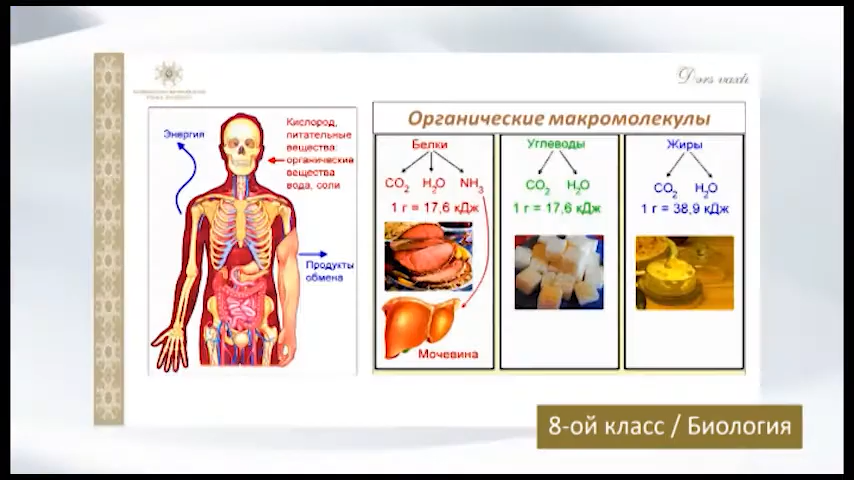 Dərs vaxtı
Органические макромолекулы
Энергия
Кислород,
питательные
вещества:
органические
вещества
вода, соли
Продукты
обмена
Белки
CO2 H2O NH3
1 г = 17,6 кДж
Мочевина
Углеводы
CO2 H2O
1 г = 17,6 кДж
Жиры
CO2 H2O
1 г = 38,9 кДж
8-ой класс / Биология